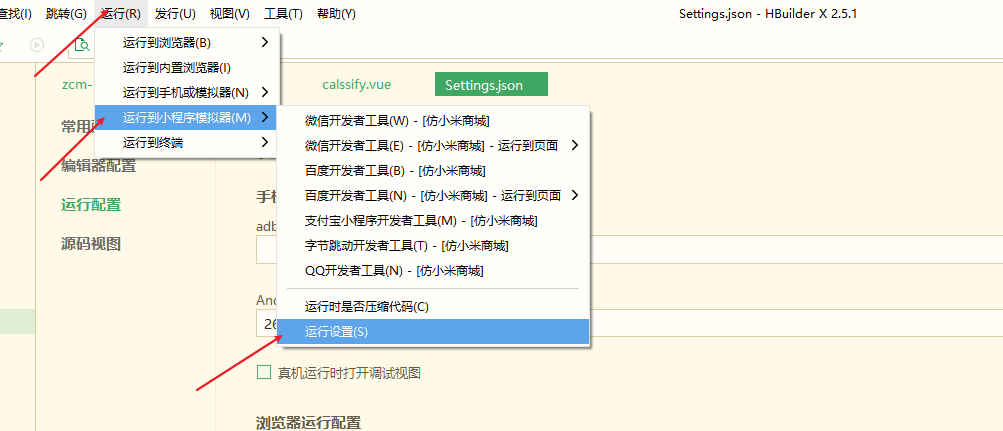 查找(I) 跳转(G) 运行(R) 发行(U) 视图(V) 工具(T) 帮助(Y) Settings.json - HBuilder X 2.5.1
运行到浏览器(B)
运行到内置浏览器(I)
运行到手机或模拟器(N)
运行到小程序模拟器(M)
运行到终端
zcm- calssify.vue Settings.json
微信开发者工具(W) - [仿小米商城]
微信开发者工具(E) - [仿小米商城] - 运行到页面
百度开发者工具(B) - [仿小米商城]
百度开发者工具(N) - [仿小米商城] - 运行到页面
支付宝小程序开发者工具(M) - [仿小米商城]
字节跳动开发者工具(T) - [仿小米商城]
QQ开发者工具(N) - [仿小米商城]
运行时是否压缩代码(C)
运行设置(S)
常用
编辑器配置
运行配置
源码视图
手机
adb
And
26
真机运行时打开调试视图
浏览器运行配置